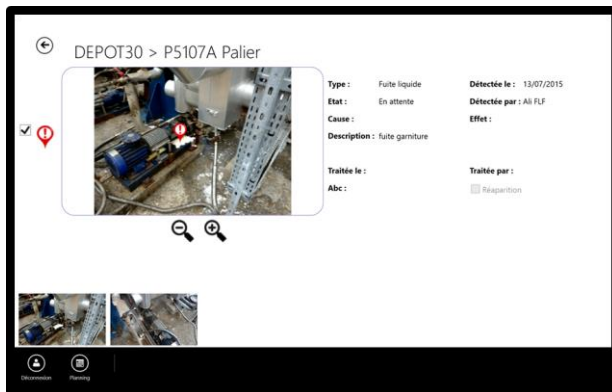 DEPOT30 > P5107A Palier
Type : Fuite liquide Détectée le : 13/07/2015
Etat : En attente Détectée par : Ali FLF
Cause : Effet :
Description : fuite garniture
Traitée le : Traitée par :
Abc : Réaparition
Déconnexion Planning